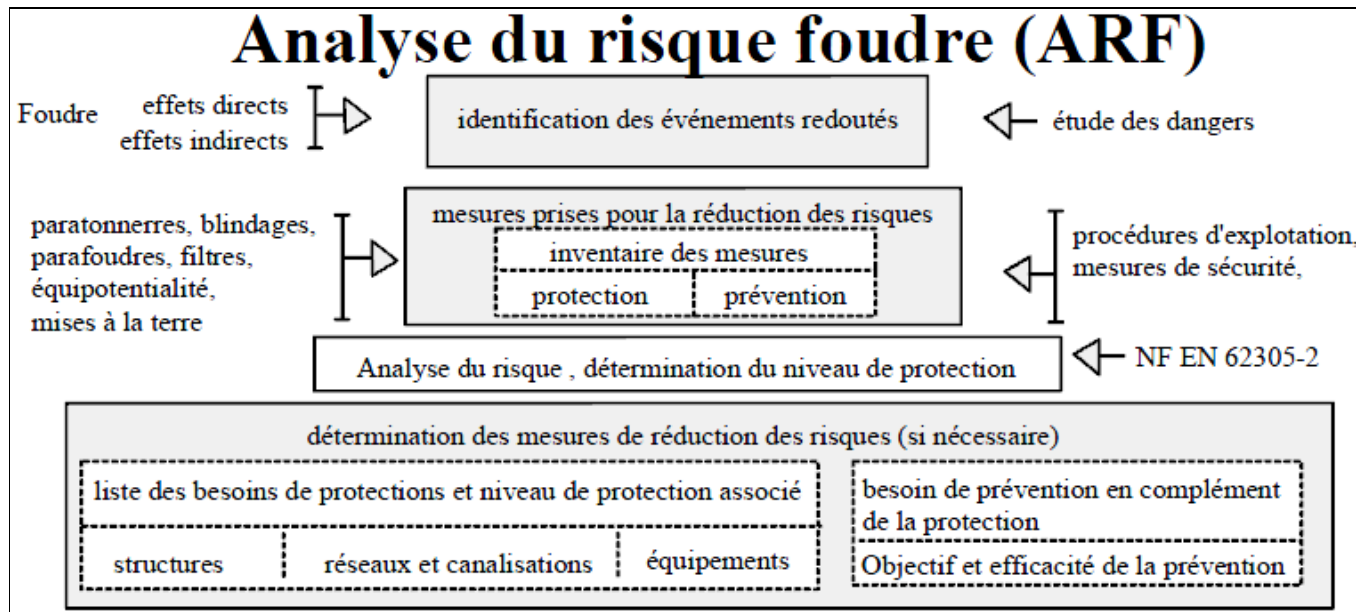 Analyse du risque foudre (ARF)
Foudre
effets directs
effets indirects
identification des événements redoutés
étude des dangers
paratonnerres, blindages,
parafoudres, filtres,
équipotentialité,
mises à la terre
mesures prises pour la réduction des risques
inventaire des mesures
protection
prévention
procédures d'explotation,
mesures de sécurité,
Analyse du risque , détermination du niveau de protection
NF EN 62305-2
détermination des mesures de réduction des risques (si nécessaire)
liste des besoins de protections et niveau de protection associé
structures
réseaux et canalisations
équipements
besoin de prévention en complément
de la protection
Objectif et efficacité de la prévention